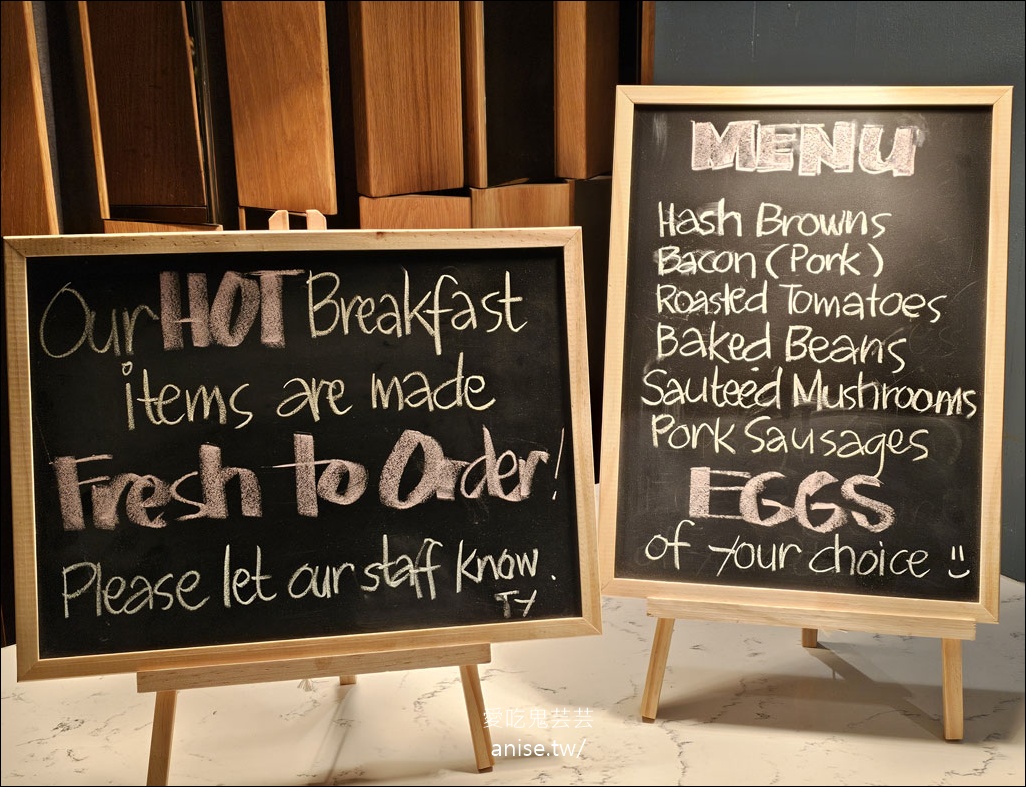 Our HOT Breakfast
items are made
Fresh to Order!
Please let our staff know.
TY
MENU
Hash Browns
Bacon (Pork)
Roasted Tomatoes
Baked Beans
Sauteed Mushrooms
Pork Sausages
EGGS
of your choice :)
愛吃鬼芸芸
anise.tw/